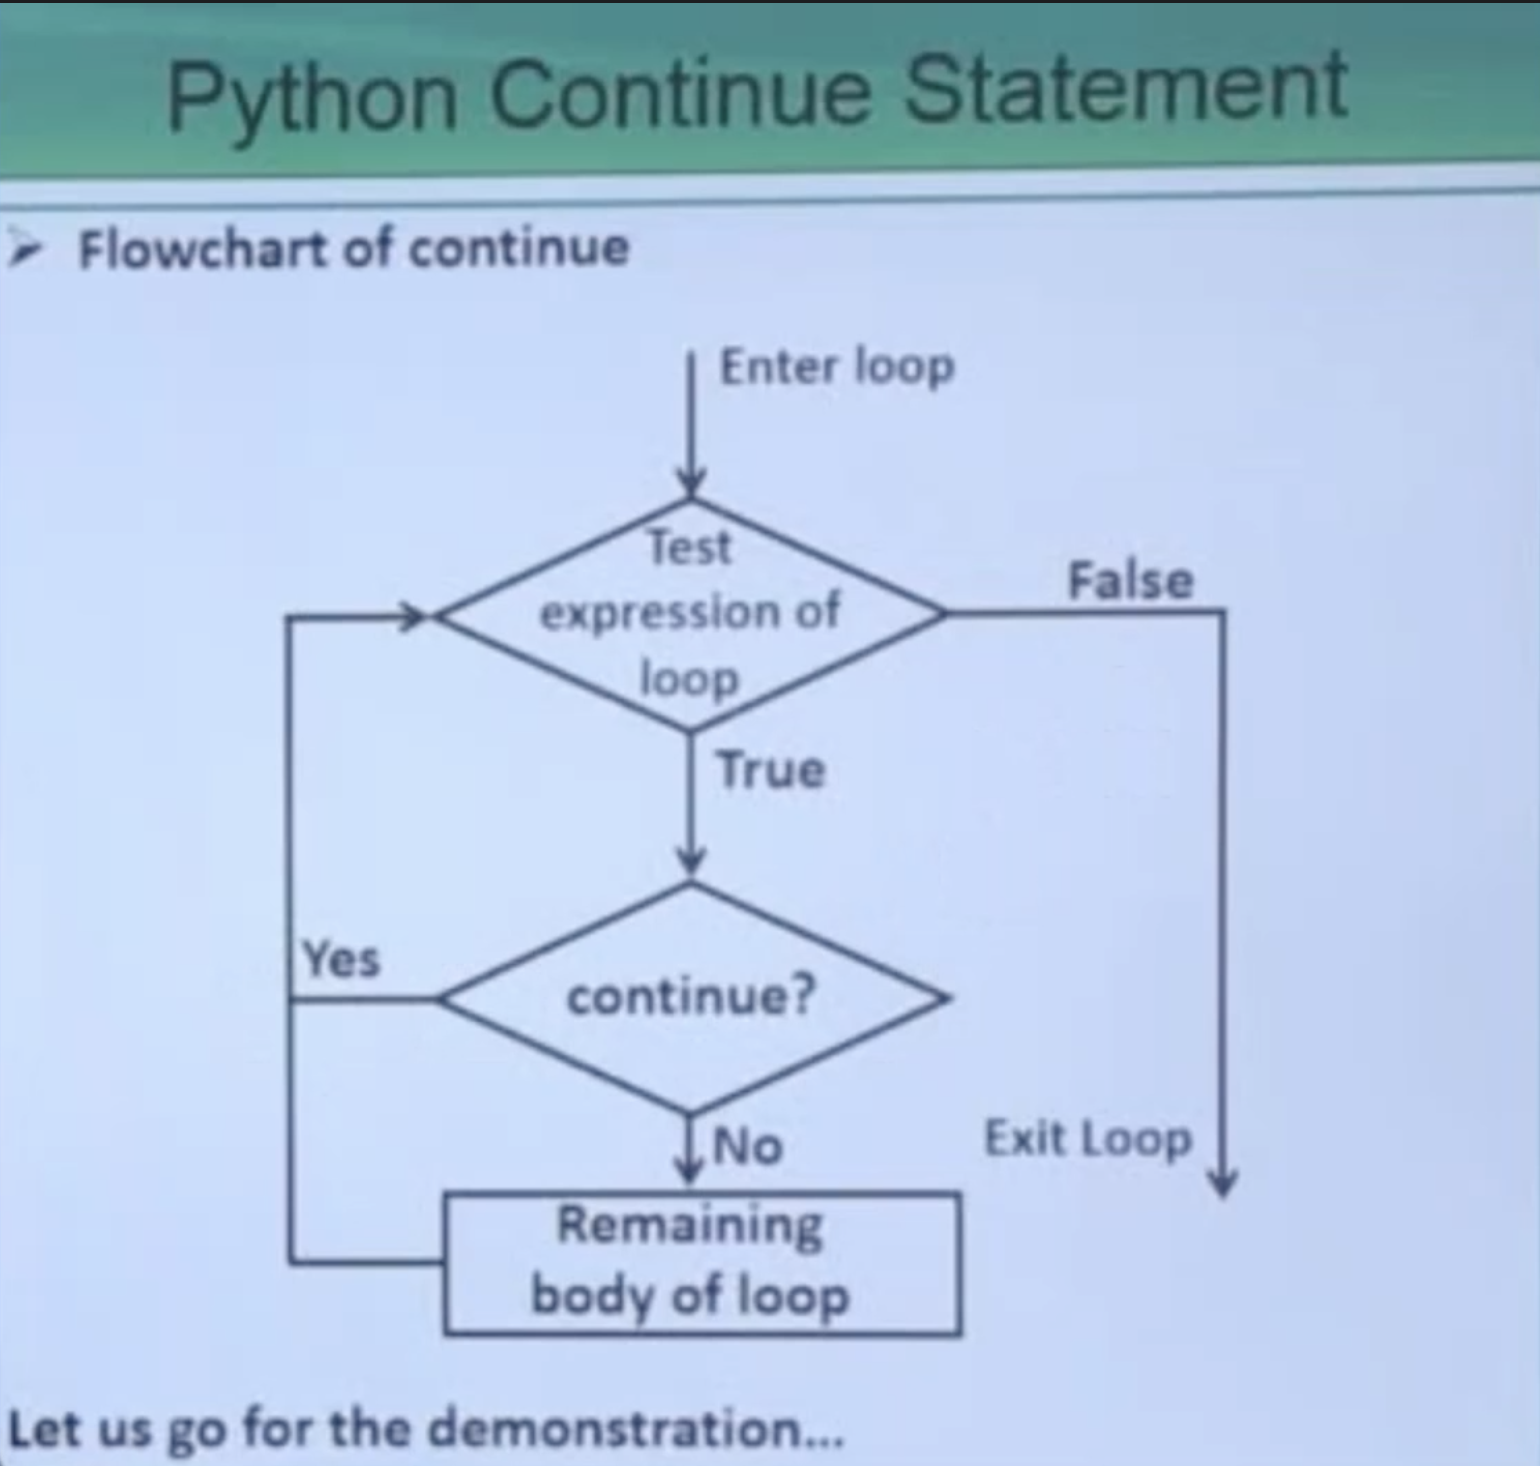 Python Continue Statement
Flowchart of continue
Enter loop
Test
expression of
loop
False
True
Yes
continue?
No
Exit Loop
Remaining
body of loop
Let us go for the demonstration...